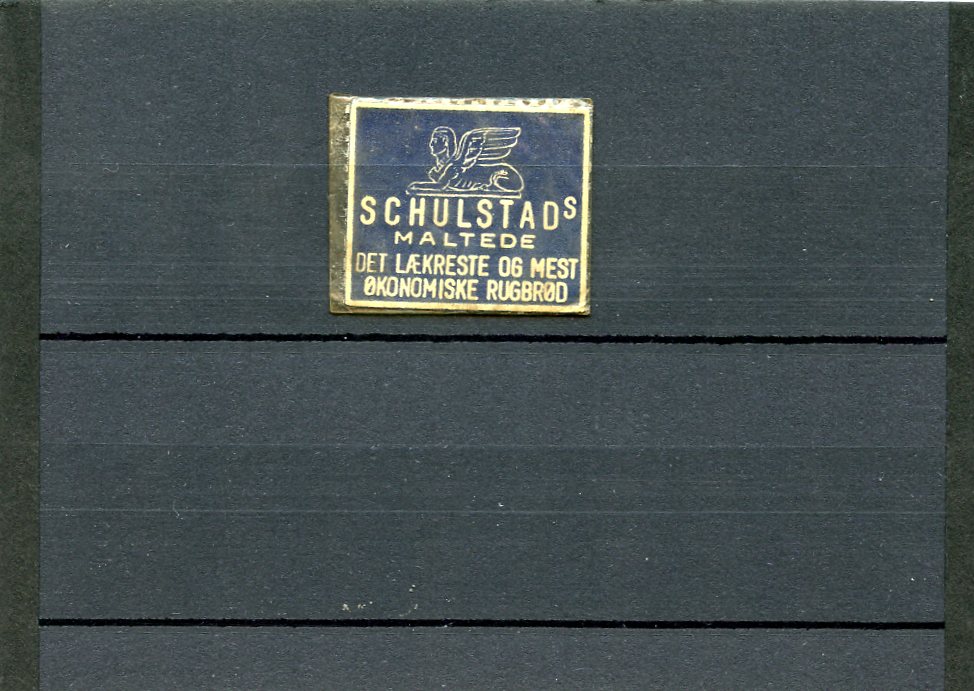 SCHULSTADS
MALTEDE
DET LÆKRESTE OG MEST
ØKONOMISKE RUGBRØD